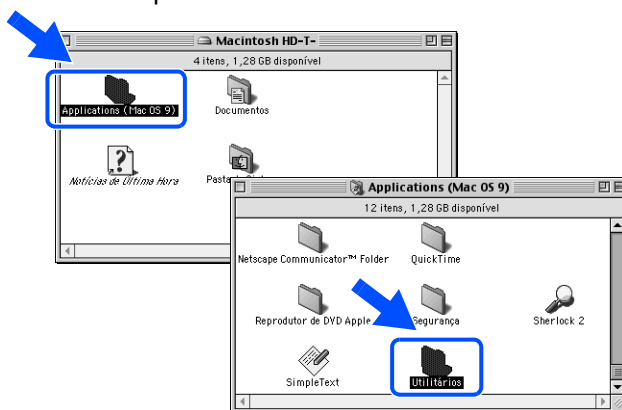 Macintosh HD-T-
4 itens, 1,28 GB disponível
Applications (Mac OS 9)
Documentos
Notícias de Última Hora
Pasta
Applications (Mac OS 9)
12 itens, 1,28 GB disponível
Netscape Communicator™ Folder
QuickTime
Reprodutor de DVD Apple
Segurança
Sherlock 2
SimpleText
Utilitários